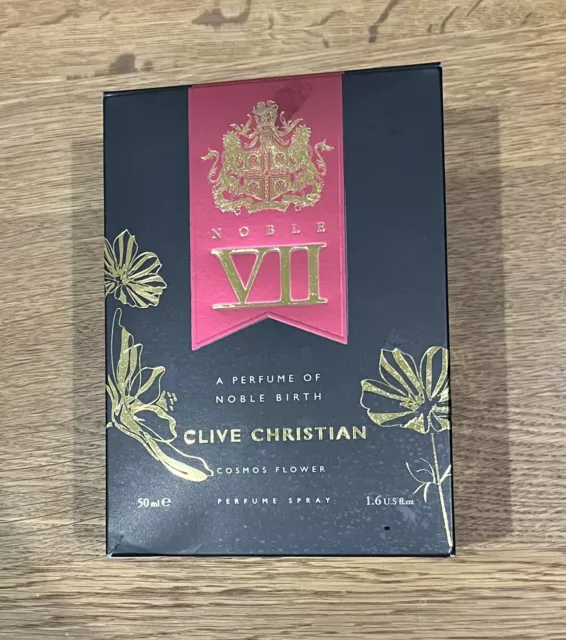 NOBLE
VII
A PERFUME OF
NOBLE BIRTH
CLIVE CHRISTIAN
COSMOS FLOWER
50 ml e PERFUME SPRAY 1.6 U.S fl.oz